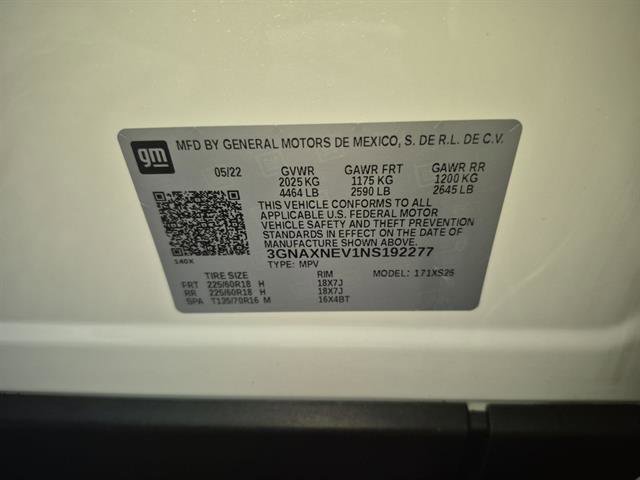 gm
MFD BY GENERAL MOTORS DE MEXICO, S. DE R.L. DE C.V.
05/22 GVWR GAWR FRT GAWR RR
2025 KG 1175 KG 1200 KG
4464 LB 2590 LB 2645 LB
THIS VEHICLE CONFORMS TO ALL
APPLICABLE U.S. FEDERAL MOTOR
VEHICLE SAFETY AND THEFT PREVENTION
STANDARDS IN EFFECT ON THE DATE OF
MANUFACTURE SHOWN ABOVE.
140X 3GNAXNEV1NS192277
TYPE: MPV MODEL: 171XS26
TIRE SIZE RIM
FRT 225/60R18 H 18X7J
RR 225/60R18 H 18X7J
SPA T135/70R16 M 16X4BT